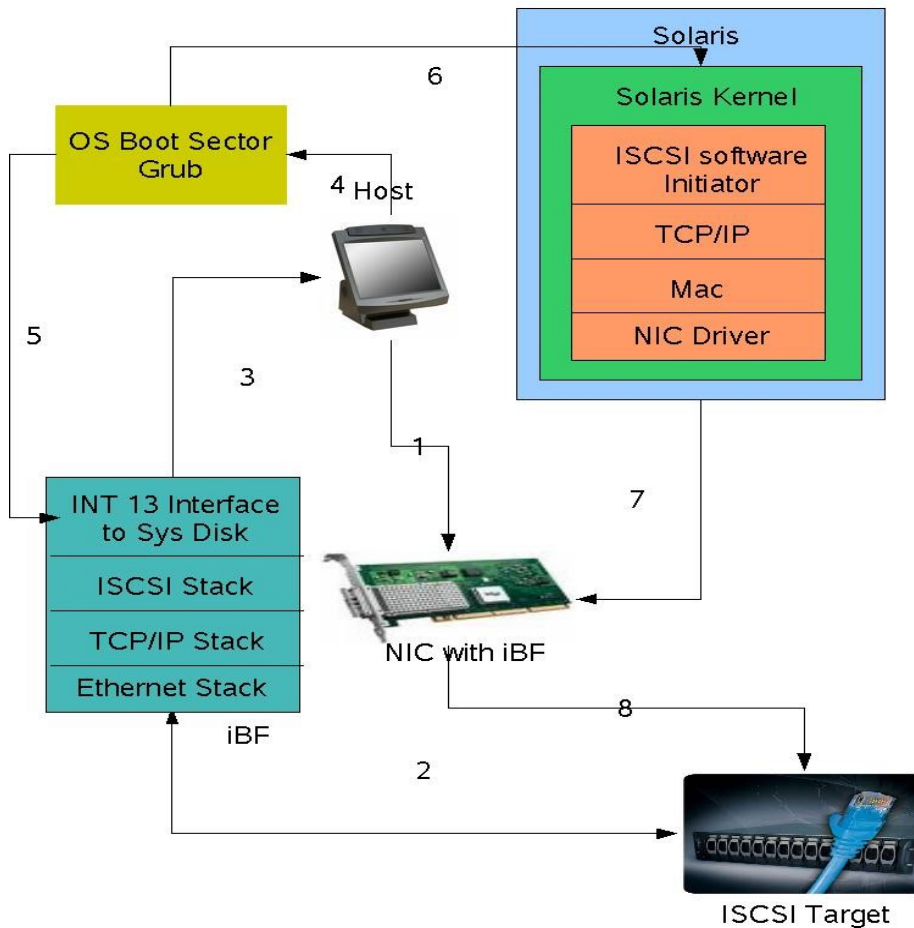 Solaris
6
Solaris Kernel
OS Boot Sector
Grub
ISCSI software
Initiator
4
Host
TCP/IP
Mac
NIC Driver
5
3
1
7
INT 13 Interface
to Sys Disk
ISCSI Stack
TCP/IP Stack
Ethernet Stack
NIC with iBF
iBF
8
2
ISCSI Target